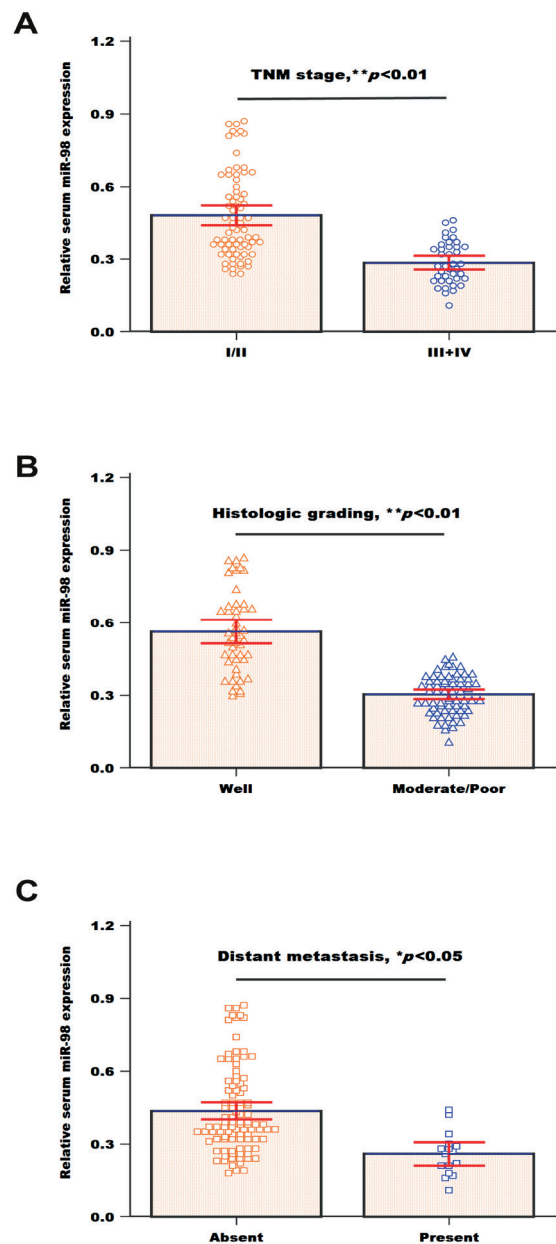 A
Relative serum miR-98 expression
1.2
0.9
0.6
0.3
0.0
TNM stage,**p<0.01
I/II
III+IV
B
Relative serum miR-98 expression
1.2
0.9
0.6
0.3
0.0
Histologic grading, **p<0.01
Well
Moderate/Poor
C
Relative serum miR-98 expression
1.2
0.9
0.6
0.3
0.0
Distant metastasis, *p<0.05
Absent
Present